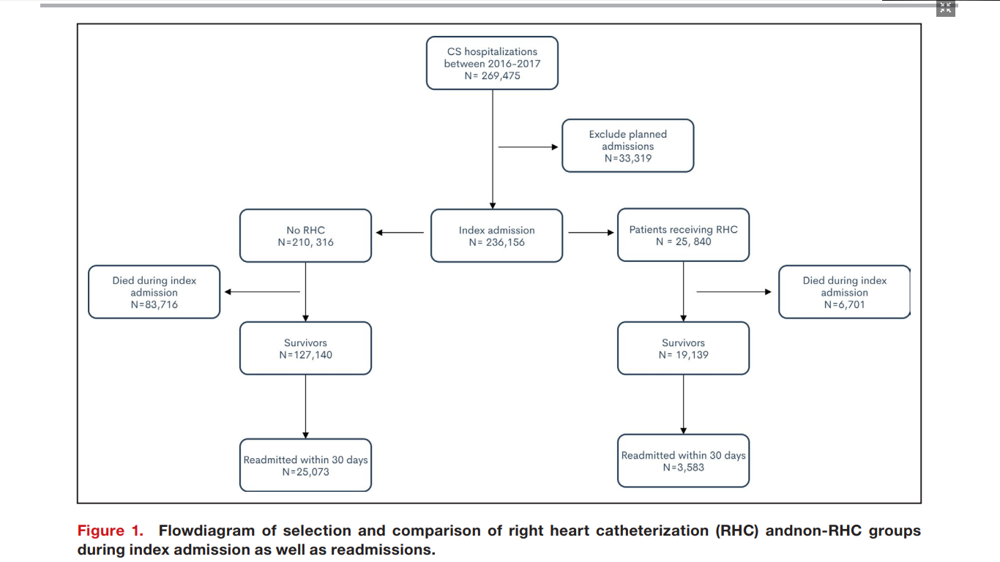 CS hospitalizations
between 2016-2017
N= 269,475
Exclude planned
admissions
N=33,319
No RHC
N=210, 316
Index admission
N= 236,156
Patients receiving RHC
N = 25, 840
Died during index
admission
N=83,716
Died during index
admission
N=6,701
Survivors
N=127,140
Survivors
N= 19,139
Readmitted within 30 days
N=25,073
Readmitted within 30 days
N=3,583
Figure 1. Flowdiagram of selection and comparison of right heart catheterization (RHC) andnon-RHC groups
during index admission as well as readmissions.